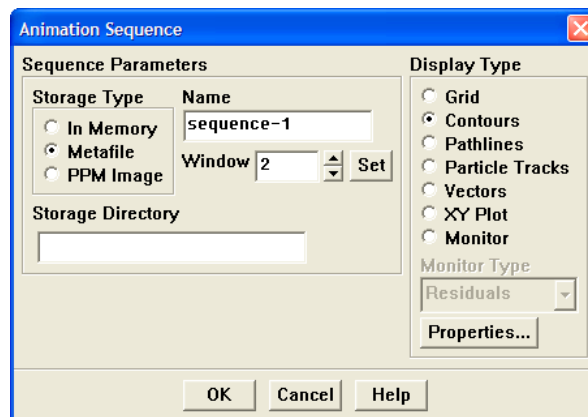 Animation Sequence
Sequence Parameters
Storage Type
In Memory
Metafile
PPM Image
Name
sequence-1
Window 2 Set
Storage Directory
Display Type
Grid
Contours
Pathlines
Particle Tracks
Vectors
XY Plot
Monitor
Monitor Type
Residuals
Properties...
OK Cancel Help